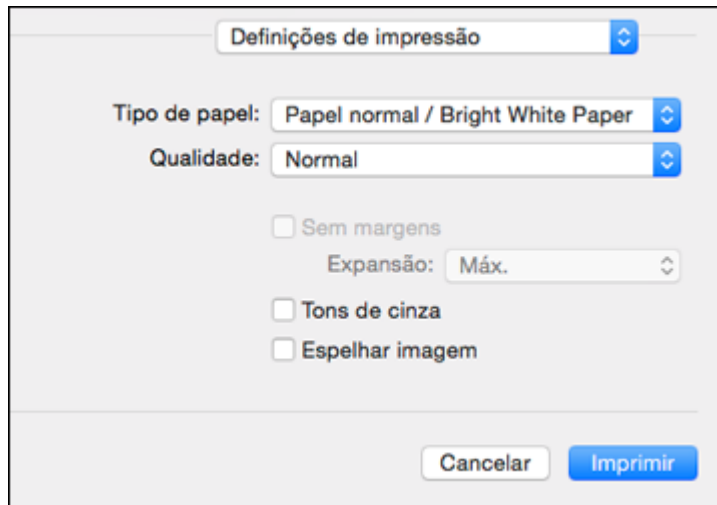 Definições de impressão
Tipo de papel: Papel normal / Bright White Paper
Qualidade: Normal
Sem margens
Expansão: Máx.
Tons de cinza
Espelhar imagem
Cancelar Imprimir